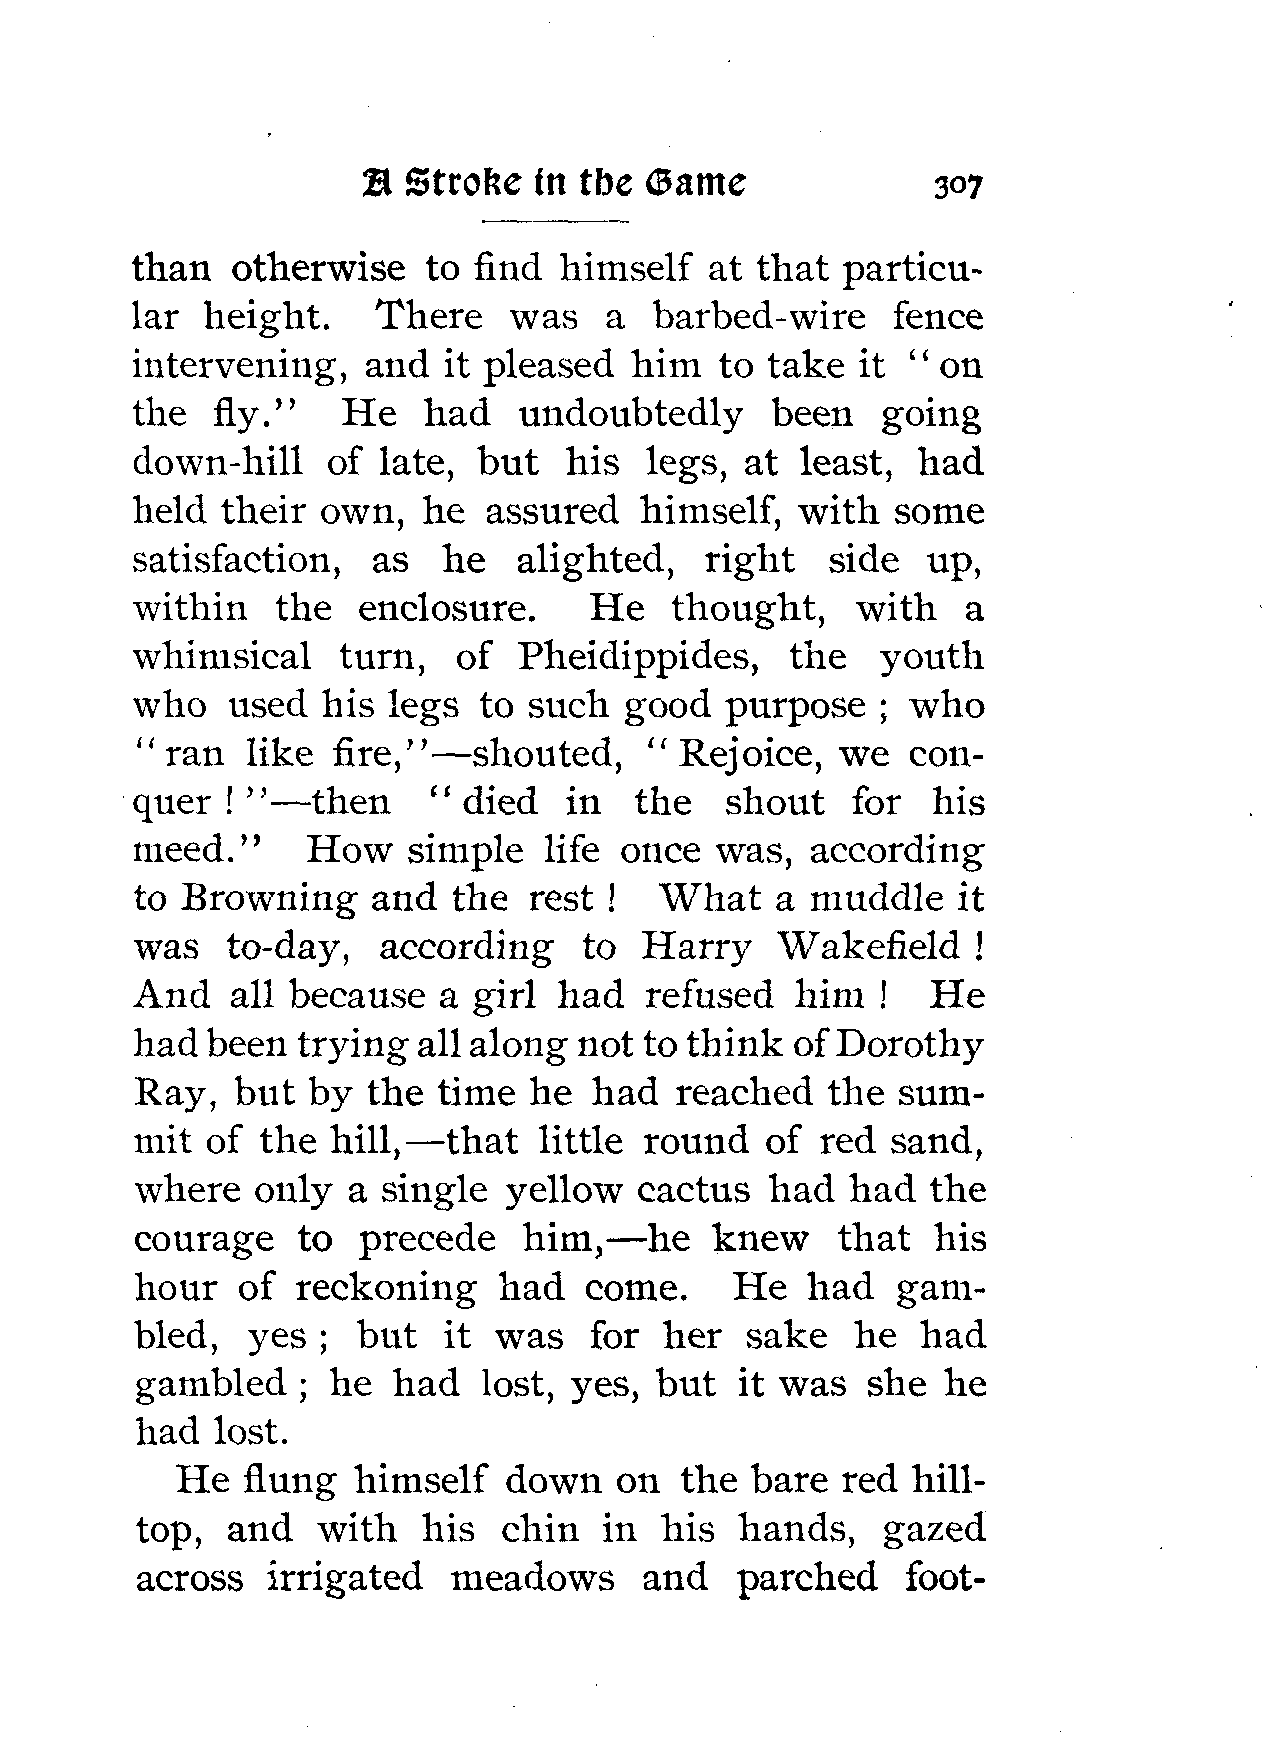 A Stroke in the Game 307
than otherwise to find himself at that particu-
lar height. There was a barbed-wire fence
intervening, and it pleased him to take it " on
the fly." He had undoubtedly been going
down-hill of late, but his legs, at least, had
held their own, he assured himself, with some
satisfaction, as he alighted, right side up,
within the enclosure. He thought, with a
whimsical turn, of Pheidippides, the youth
who used his legs to such good purpose ; who
" ran like fire,"—shouted, " Rejoice, we con-
quer ! "—then " died in the shout for his
meed." How simple life once was, according
to Browning and the rest ! What a muddle it
was to-day, according to Harry Wakefield !
And all because a girl had refused him ! He
had been trying all along not to think of Dorothy
Ray, but by the time he had reached the sum-
mit of the hill,—that little round of red sand,
where only a single yellow cactus had had the
courage to precede him,—he knew that his
hour of reckoning had come. He had gam-
bled, yes ; but it was for her sake he had
gambled ; he had lost, yes, but it was she he
had lost.
He flung himself down on the bare red hill-
top, and with his chin in his hands, gazed
across irrigated meadows and parched foot-